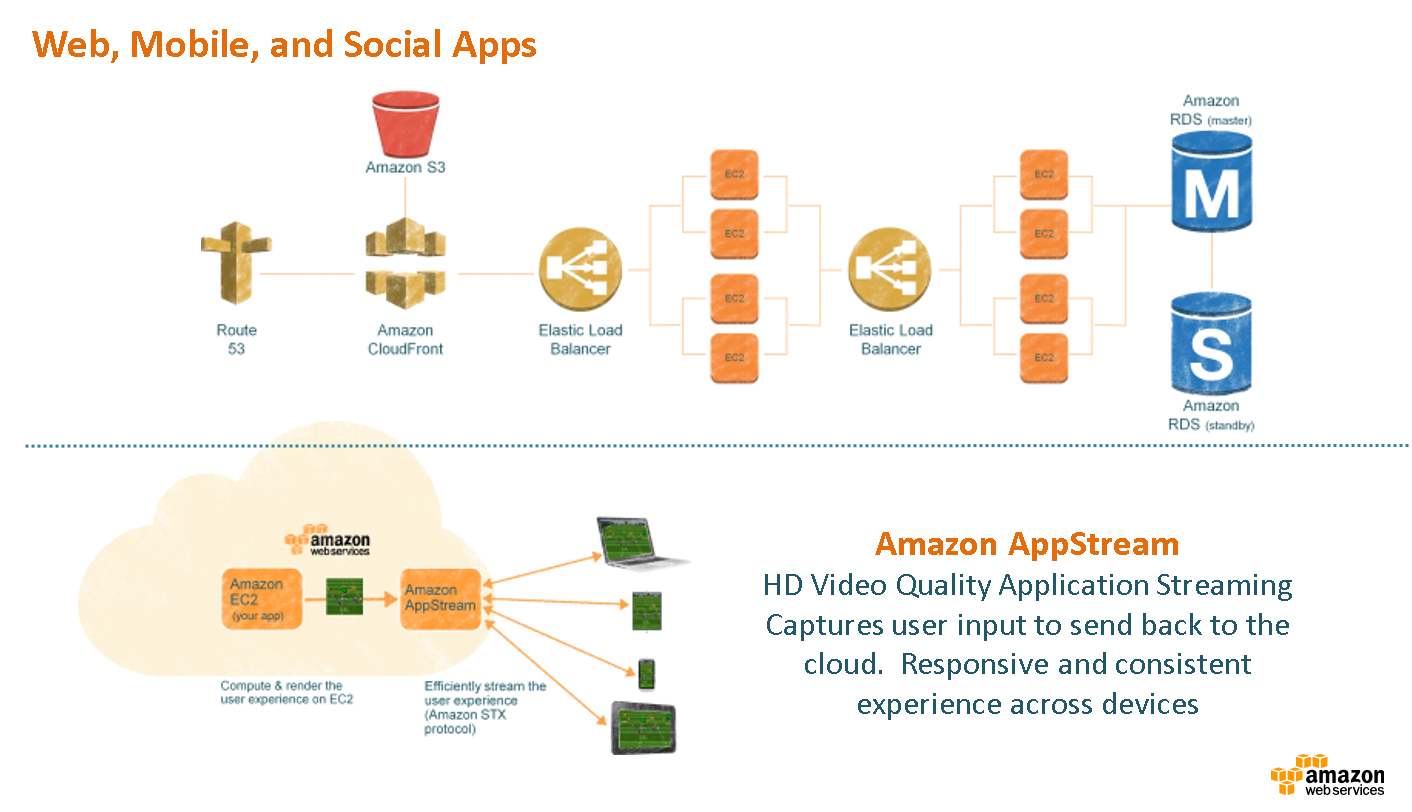 Web, Mobile, and Social Apps
Amazon S3
Route
53
Amazon
CloudFront
Elastic Load
Balancer
EC2
EC2
EC2
EC2
Elastic Load
Balancer
EC2
EC2
EC2
EC2
Amazon
RDS (master)
M
S
Amazon
RDS (standby)
amazon
webservices
Amazon
EC2
(your app)
Amazon
AppStream
Compute & render the
user experience on EC2
Efficiently stream the
user experience
(Amazon STX
protocol)
Amazon AppStream
HD Video Quality Application Streaming
Captures user input to send back to the
cloud.  Responsive and consistent
experience across devices
amazon
webservices